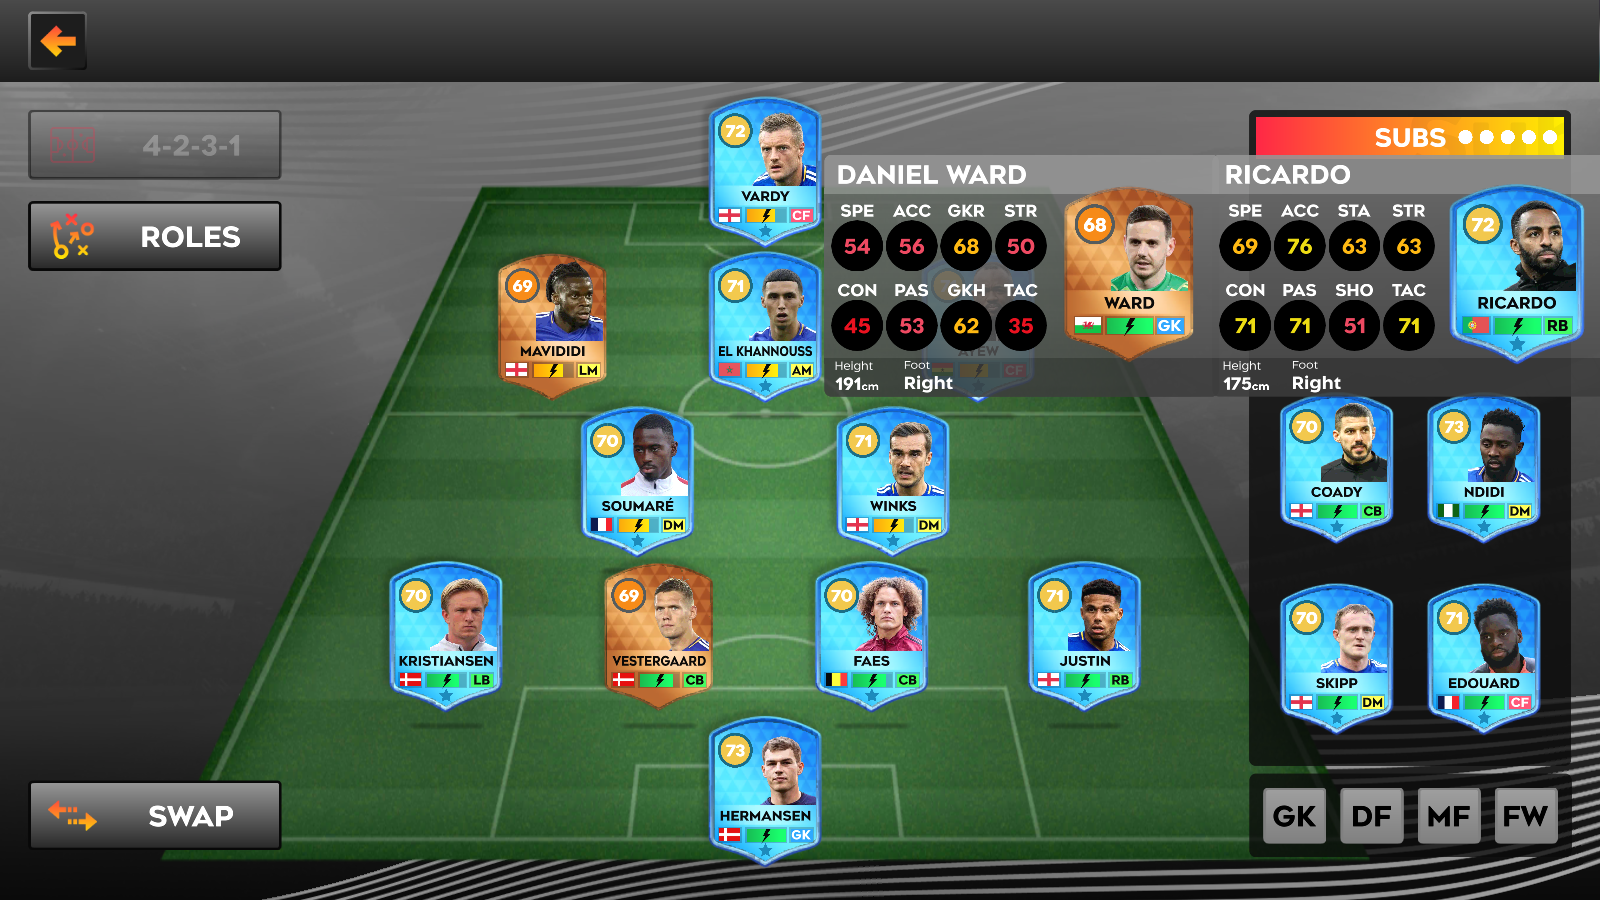 4-2-3-1
ROLES
SWAP
SUBS
72
VARDY
CF
69
MAVIDIDI
LM
71
EL KHANNOUSS
AM
AYEW
CF
DANIEL WARD
SPE ACC GKR STR
54 56 68 50
CON PAS GKH TAC
45 53 62 35
Height Foot
191cm Right
68
WARD
GK
RICARDO
SPE ACC STA STR
69 76 63 63
CON PAS SHO TAC
71 71 51 71
Height Foot
175cm Right
72
RICARDO
RB
70
SOUMARÉ
DM
71
WINKS
DM
70
COADY
CB
73
NDIDI
DM
70
KRISTIANSEN
LB
69
VESTERGAARD
CB
70
FAES
CB
71
JUSTIN
RB
70
SKIPP
DM
71
EDOUARD
CF
73
HERMANSEN
GK
GK DF MF FW